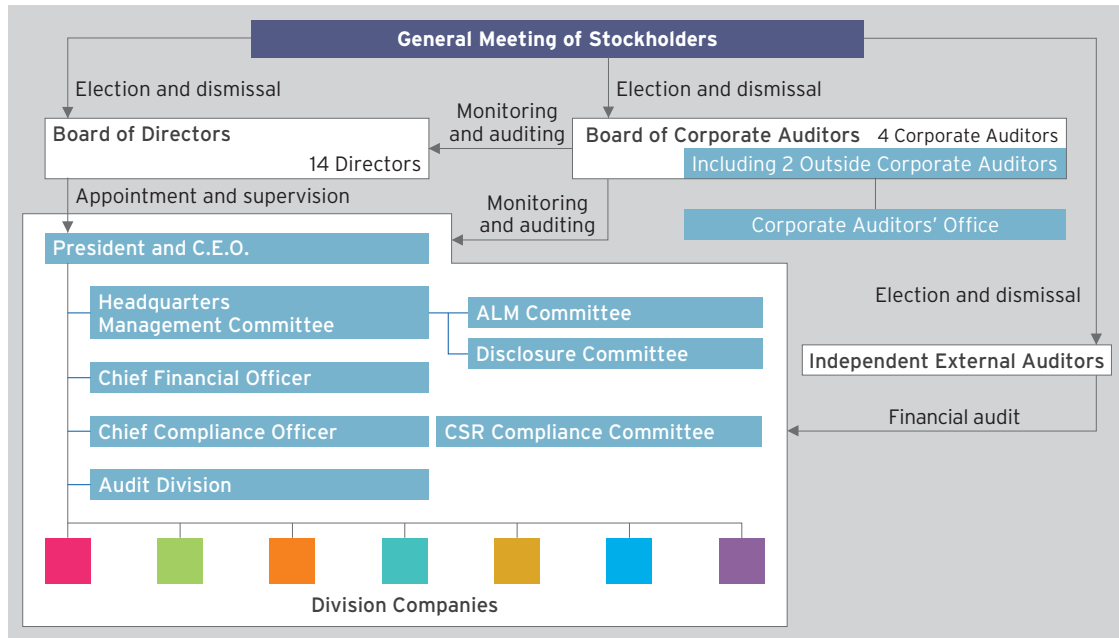 General Meeting of Stockholders
Election and dismissal
Election and dismissal
Monitoring
and auditing
Board of Directors
14 Directors
Board of Corporate Auditors 4 Corporate Auditors
Including 2 Outside Corporate Auditors
Appointment and supervision
Monitoring
and auditing
Corporate Auditors' Office
President and C.E.O.
Headquarters
Management Committee
ALM Committee
Disclosure Committee
Election and dismissal
Independent External Auditors
Chief Financial Officer
Chief Compliance Officer
CSR Compliance Committee
Financial audit
Audit Division
Division Companies